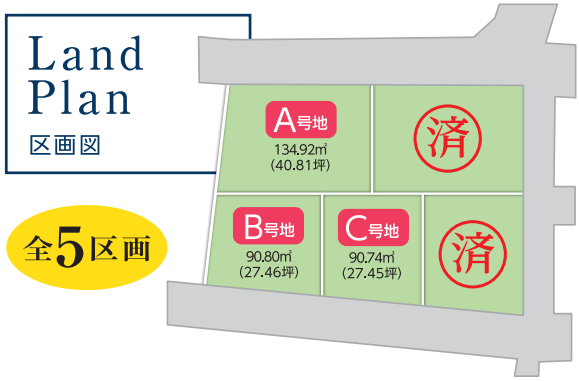 Land
Plan
区画図
全5区画
A号地
134.92㎡
(40.81坪)
済
B号地
90.80㎡
(27.46坪)
C号地
90.74㎡
(27.45坪)
済